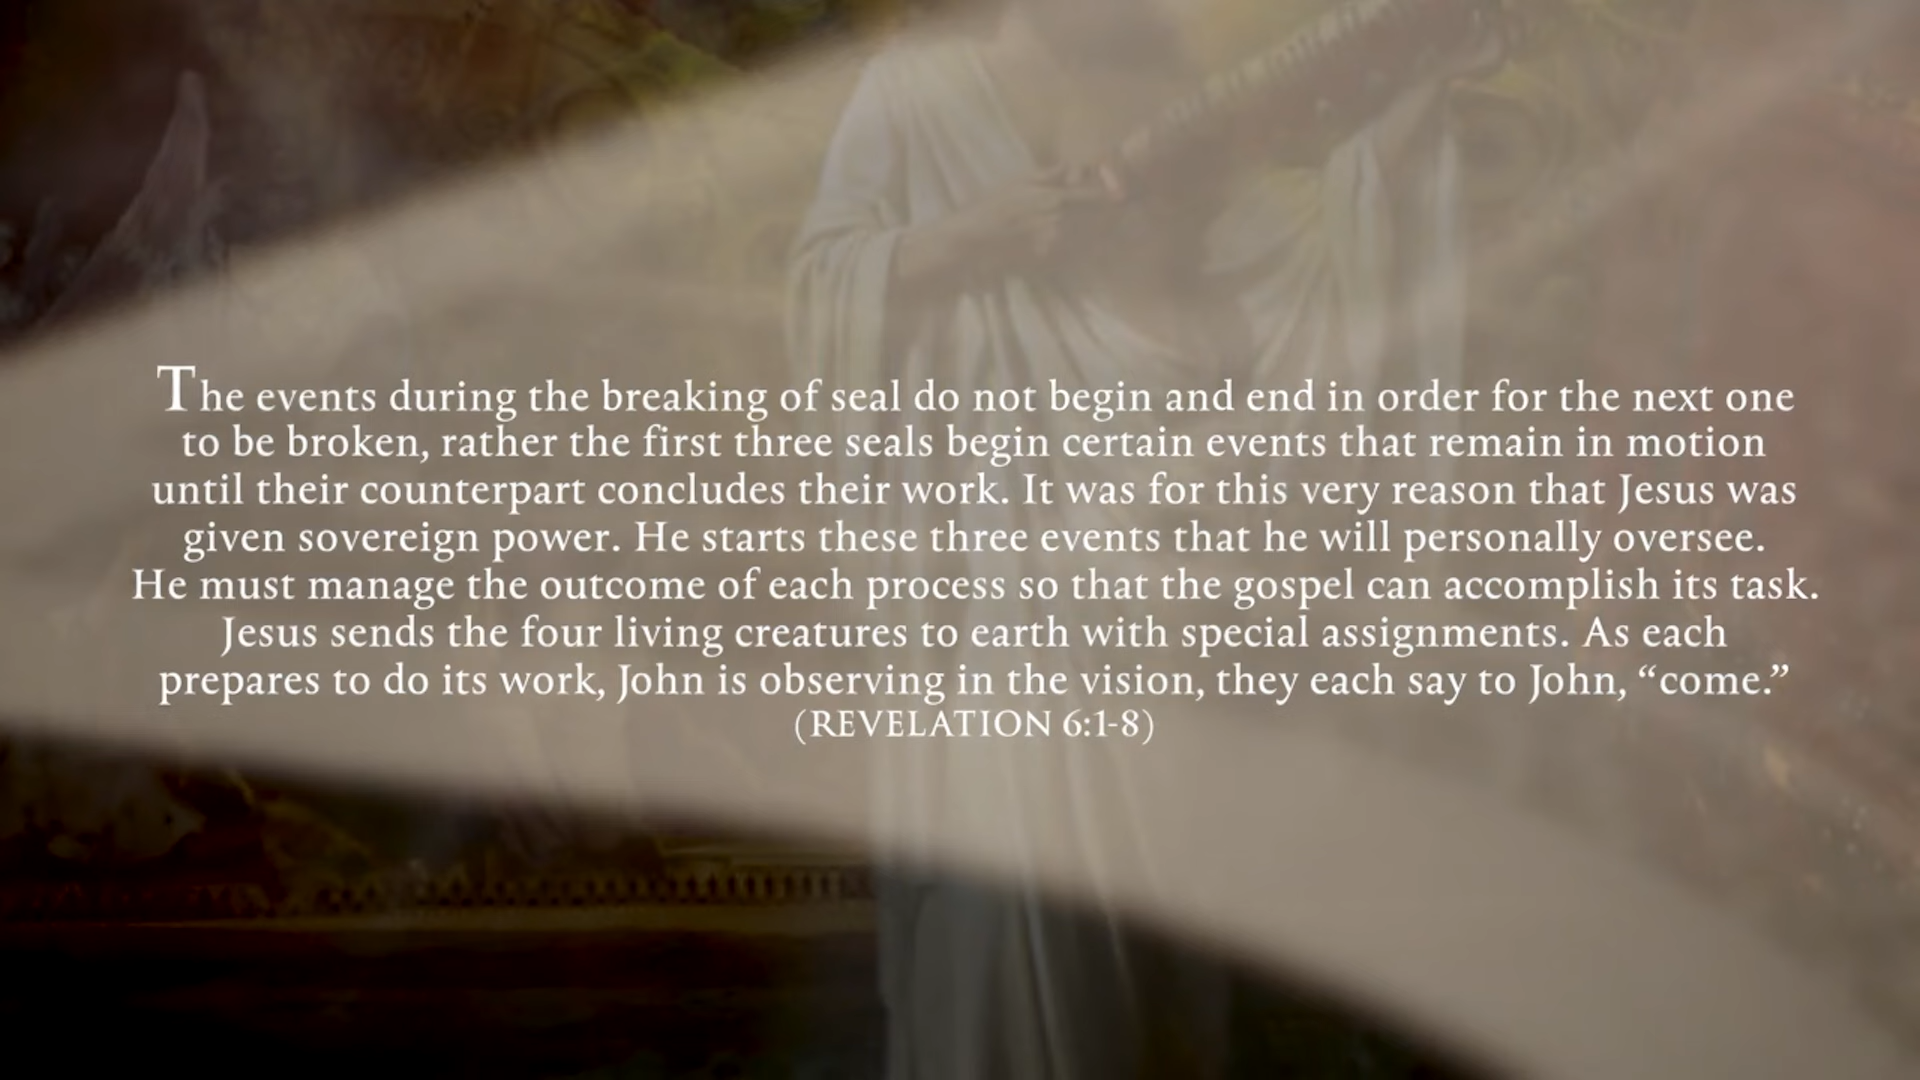 The events during the breaking of seal do not begin and end in order for the next one
to be broken, rather the first three seals begin certain events that remain in motion
until their counterpart concludes their work. It was for this very reason that Jesus was
given sovereign power. He starts these three events that he will personally oversee.
He must manage the outcome of each process so that the gospel can accomplish its task.
Jesus sends the four living creatures to earth with special assignments. As each
prepares to do its work, John is observing in the vision, they each say to John, “come.”
(REVELATION 6:1-8)